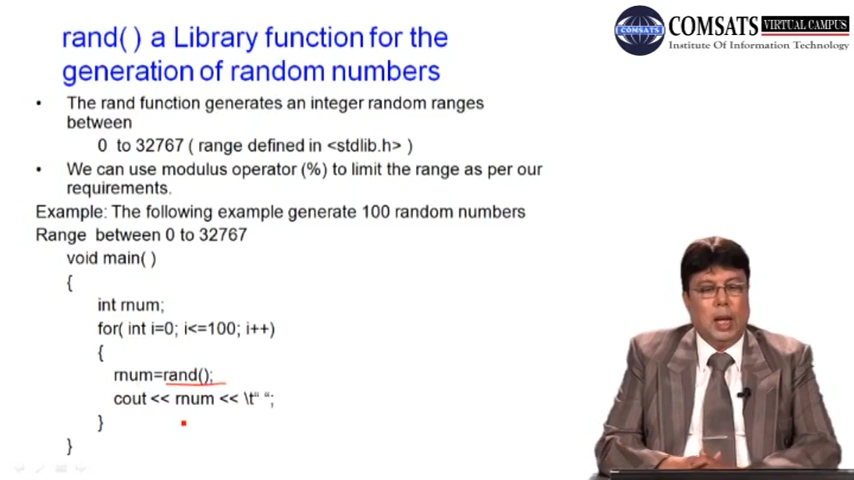 rand( ) a Library function for the
generation of random numbers
COMSATS
COMSATS VIRTUAL CAMPUS
Institute Of Information Technology
• The rand function generates an integer random ranges
between
0 to 32767 ( range defined in <stdlib.h> )
• We can use modulus operator (%) to limit the range as per our
requirements.
Example: The following example generate 100 random numbers
Range between 0 to 32767
void main( )
{
int rnum;
for( int i=0; i<=100; i++)
{
rnum=rand();
cout << rnum << \t“ “;
}
}